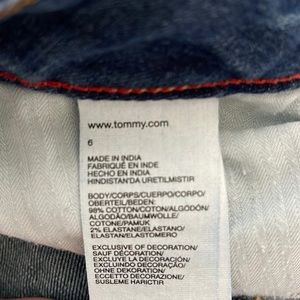 www.tommy.com
6
MADE IN INDIA
FABRIQUÉ EN INDE
HECHO EN INDIA
HINDISTAN'DA URETILMISTIR
BODY/CORPS/CUERPO/CORPO/
OBERTEIL/BEDEN:
98% COTTON/COTON/ALGODÓN/
ALGODÃO/BAUMWOLLE/
COTONE/PAMUK
2% ELASTANE/ELASTANO/
ELASTAN/ELASTOMERO
EXCLUSIVE OF DECORATION/
SAUF DÉCORATION/
EXCLUYE LA DECORACIÓN/
EXCLUINDO DECORAÇÃO/
OHNE DEKORATION/
ECCETTO DECORAZIONE/
SUSLEME HARICTIR